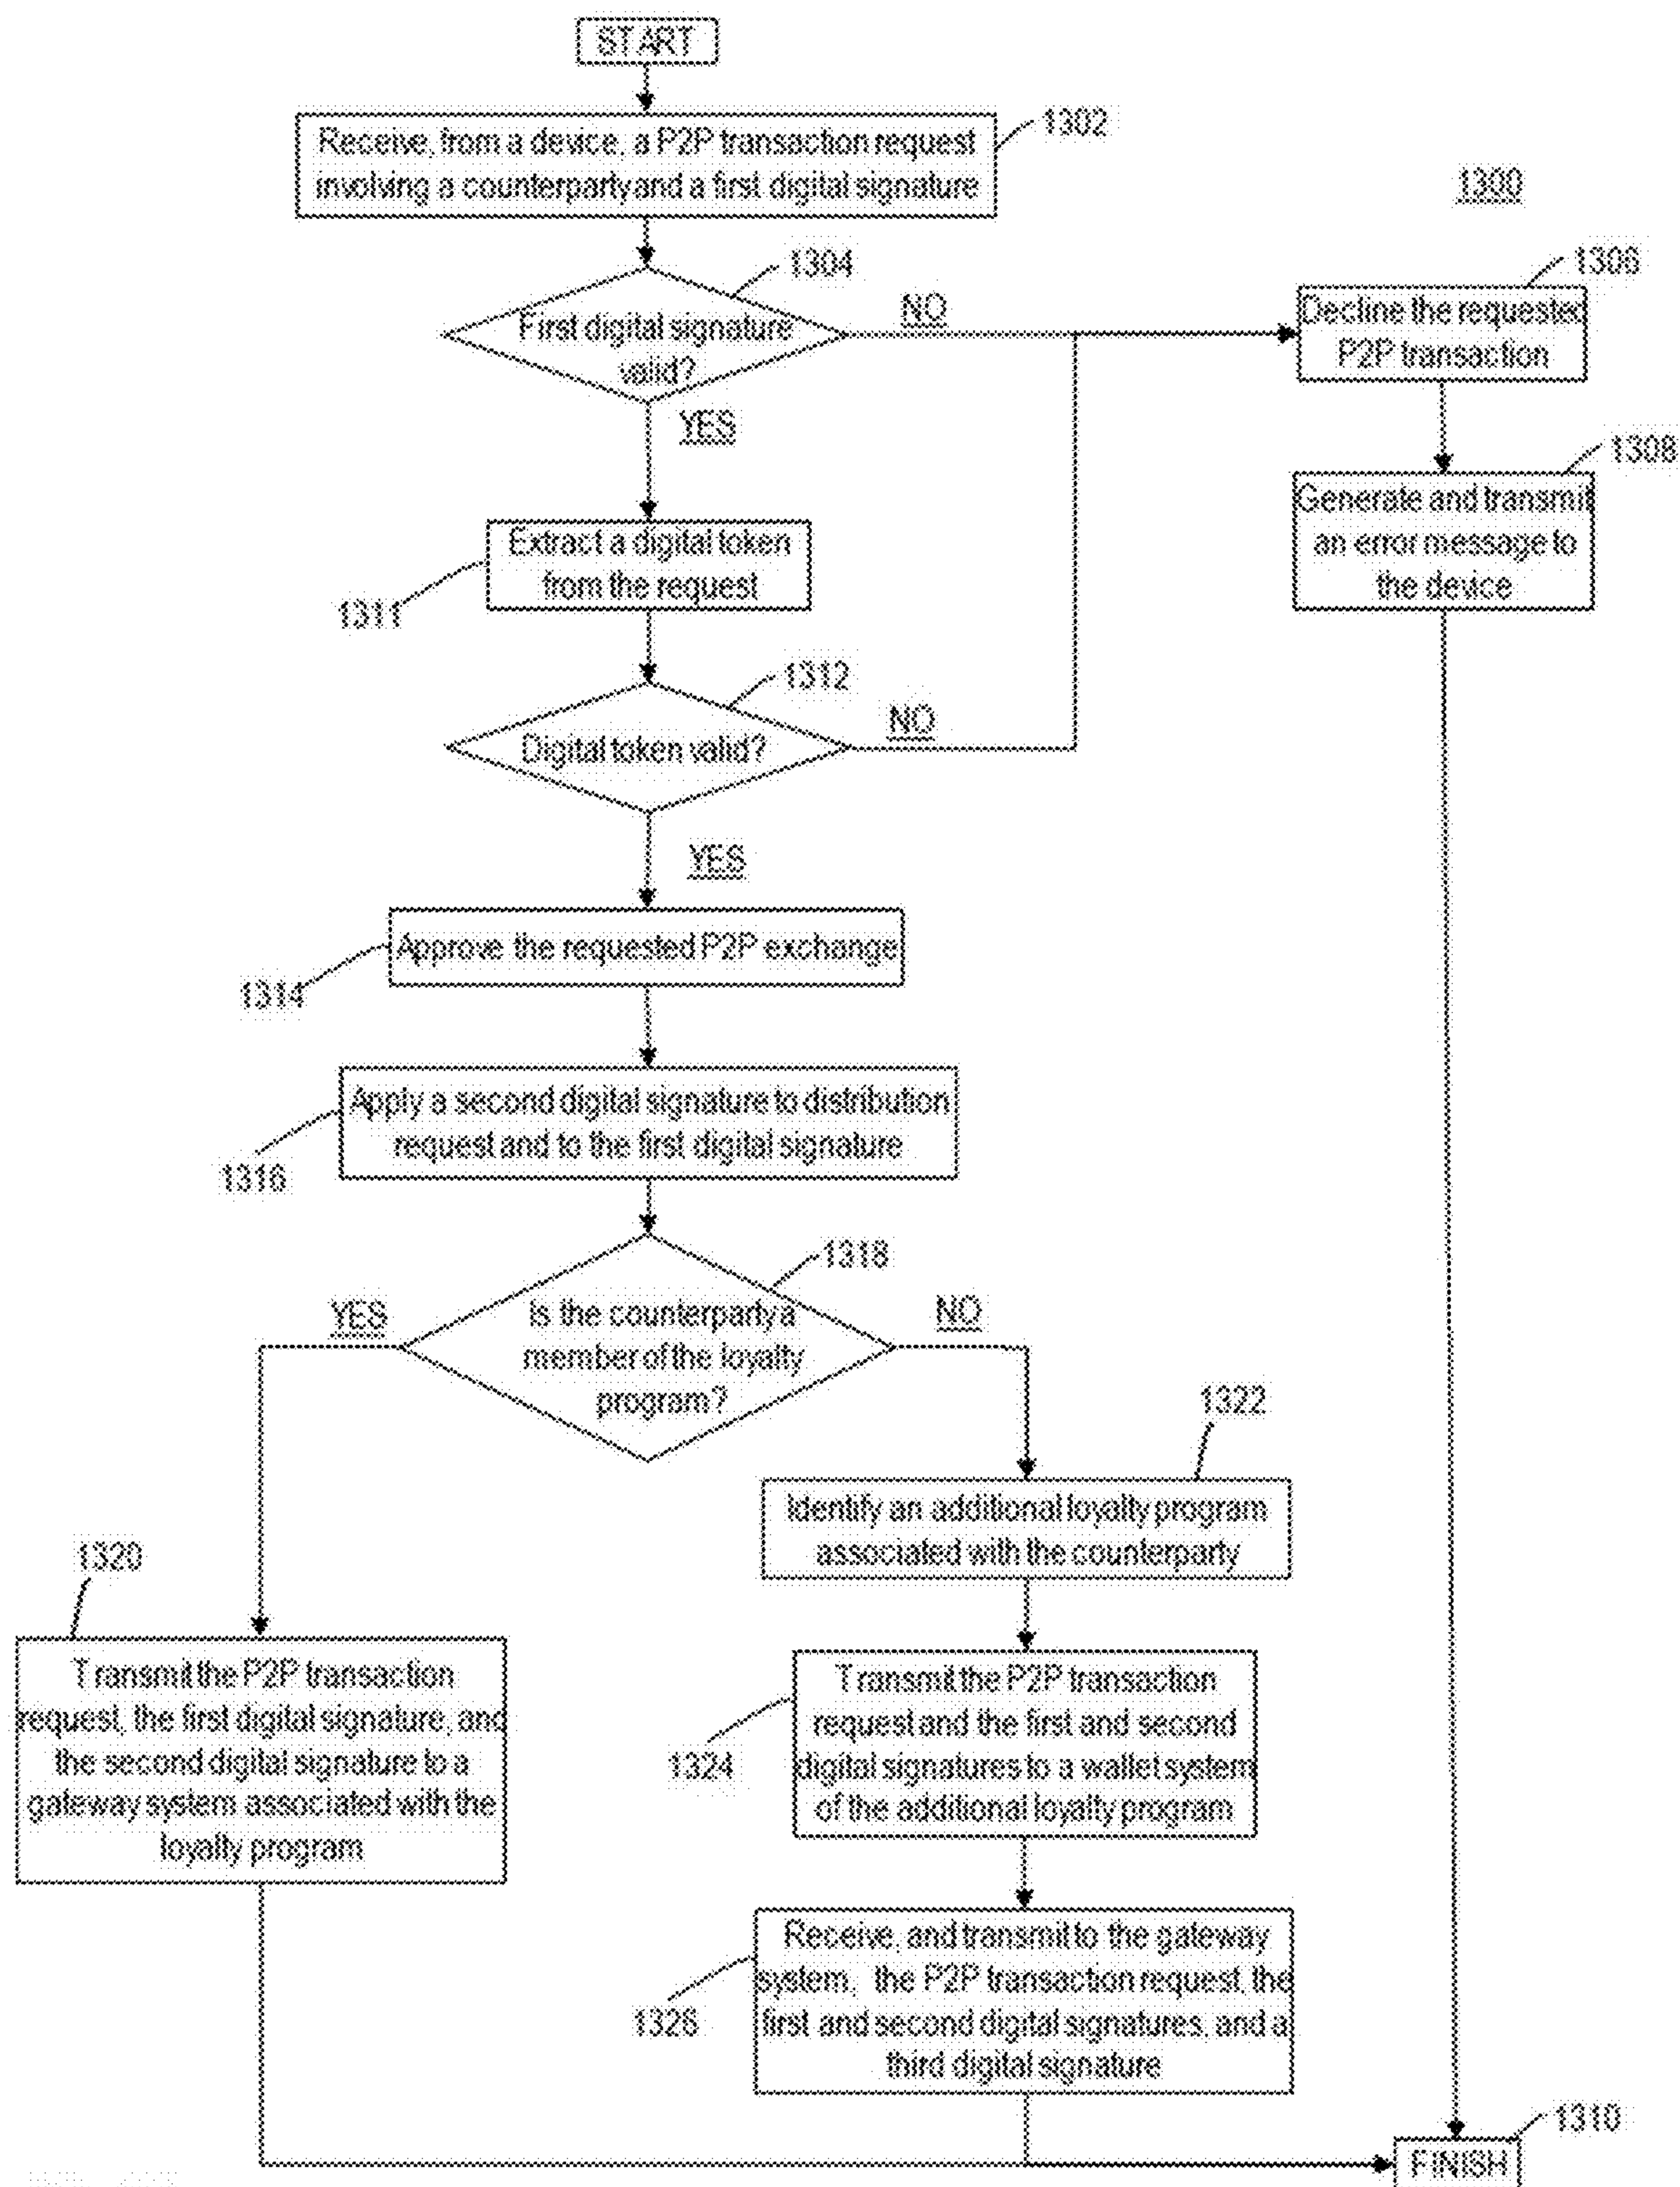 START
1302
Receive, from a device, a P2P transaction request
involving a counterparty and a first digital signature
1300
1304
First digital signature
valid?
NO
YES
1306
Decline the requested
P2P transaction
1308
Generate and transmit
an error message to
the device
Extract a digital token
from the request
1311
1312
Digital token valid?
NO
YES
Approve the requested P2P exchange
1314
Apply a second digital signature to distribution
request and to the first digital signature
1316
1318
Is the counterparty a
member of the loyalty
program?
YES
NO
1322
Identify an additional loyalty program
associated with the counterparty
1320
Transmit the P2P transaction
request, the first digital signature, and
the second digital signature to a
gateway system associated with the
loyalty program
Transmit the P2P transaction
request and the first and second
digital signatures to a wallet system
of the additional loyalty program
1324
Receive, and transmit to the gateway
system, the P2P transaction request, the
first and second digital signatures, and a
third digital signature
1326
1310
FINISH